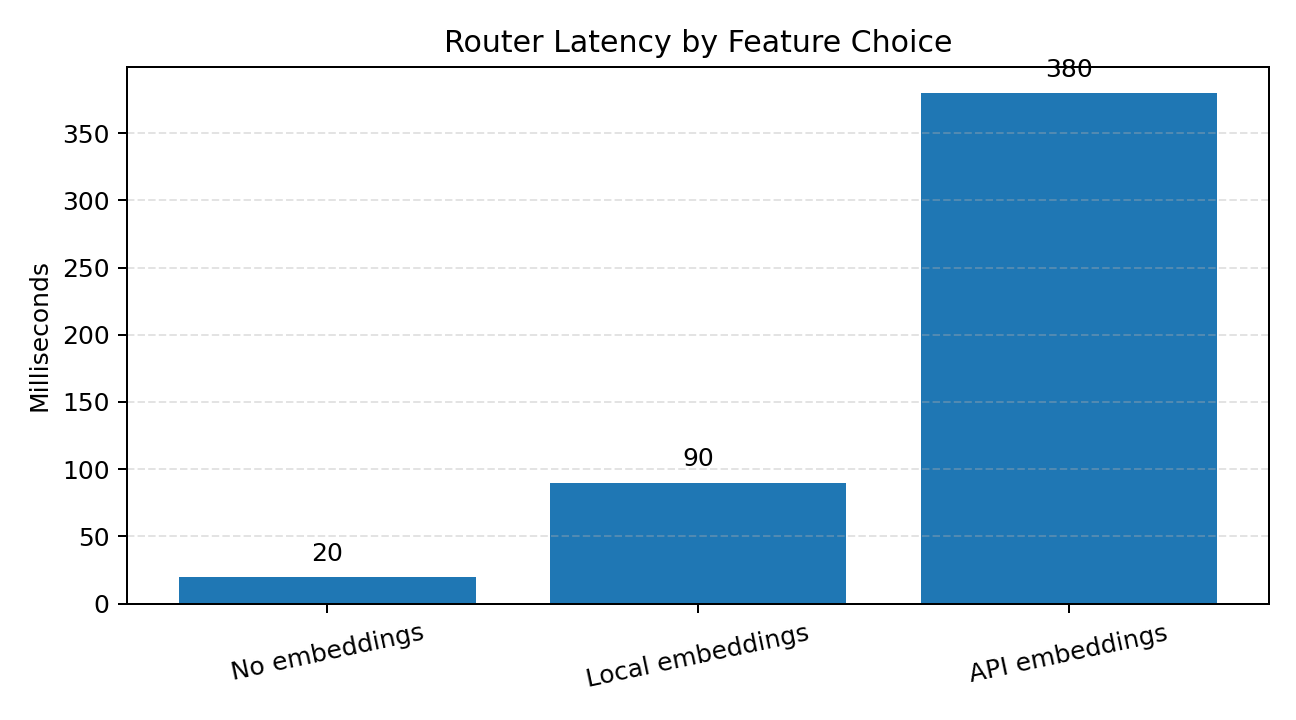 Router Latency by Feature Choice
380
350
300
250
200
150
100
50
0
Milliseconds
90
20
No embeddings
Local embeddings
API embeddings